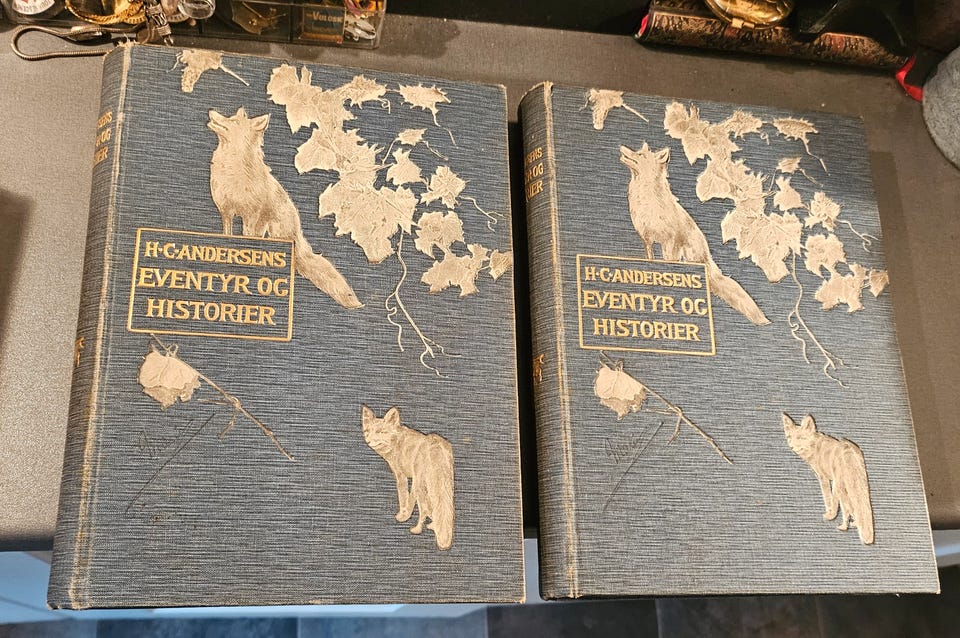 H·C·ANDERSENS
EVENTYR OG
HISTORIER
H·C·ANDERSENS
EVENTYR OG
HISTORIER